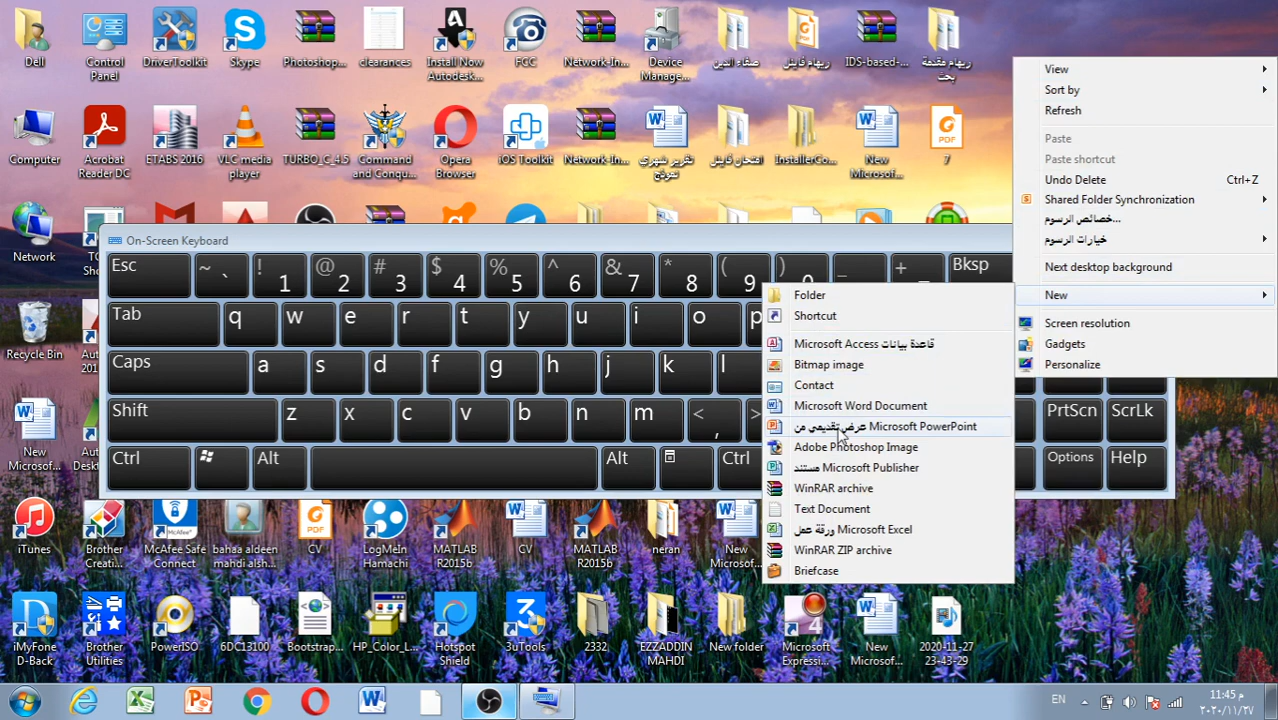 Dell
Control Panel
DriverToolkit
Skype
Photoshop...
clearances
Install Now Autodesk...
FCC
Network-In...
Device Manage...
صفاء الدين
ريهام فايثل
IDS-based-...
ريهام مقدمة بحث
Computer
Acrobat Reader DC
ETABS 2016
VLC media player
TURBO_C_4.5
Command and Conqu...
Opera Browser
iOS Toolkit
Network-In...
تقرير شهري نموذج
امتحان فايثل
InstallerCo...
New Microsoft...
7
Network
View
Sort by
Refresh
Paste
Paste shortcut
Undo Delete Ctrl+Z
Shared Folder Synchronization
خصائص الرسوم...
خيارات الرسوم
Next desktop background
New
Screen resolution
Gadgets
Personalize
On-Screen Keyboard
Esc ~ ` ! 1 @ 2 # 3 $ 4 % 5 ^ 6 & 7 * 8 ( 9 ) 0 _ + Bksp
Tab q w e r t y u i o p
Caps a s d f g h j k l
Shift z x c v b n m < , > PrtScn ScrLk
Ctrl Alt Alt Ctrl Options Help
Folder
Shortcut
قاعدة بيانات Microsoft Access
Bitmap image
Contact
Microsoft Word Document
عرض تقديمي من Microsoft PowerPoint
Adobe Photoshop Image
مستند Microsoft Publisher
WinRAR archive
Text Document
ورقة عمل Microsoft Excel
WinRAR ZIP archive
Briefcase
Recycle Bin
New Microsof...
iTunes
Brother Creati...
McAfee Safe Connect
bahaa aldeen mahdi alsh...
CV
LogMeIn Hamachi
MATLAB R2015b
CV
MATLAB R2015b
neran
New Microsof...
iMyFone D-Back
Brother Utilities
PowerISO
6DC13100
Bootstrap...
HP_Color_L...
Hotspot Shield
3uTools
2332
EZZADDIN MAHDI
New folder
Microsoft Expressi...
New Microsof...
2020-11-27 23-43-29
EN
11:45 م
٢٠٢٠/١١/٢٧